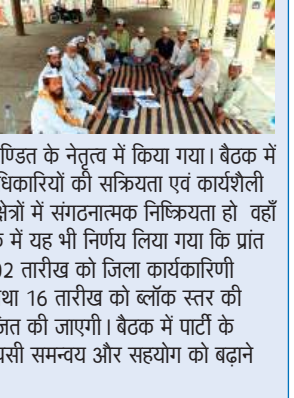 ण्डित के नेतृत्व में किया गया। बैठक में
धिकारियों की सक्रियता एवं कार्यशैली
क्षेत्रों में संगठनात्मक निष्क्रियता हो वहाँ
क में यह भी निर्णय लिया गया कि प्रांत
02 तारीख को जिला कार्यकारिणी
था 16 तारीख को ब्लॉक स्तर की
जित की जाएगी। बैठक में पार्टी के
सी समन्वय और सहयोग को बढ़ाने